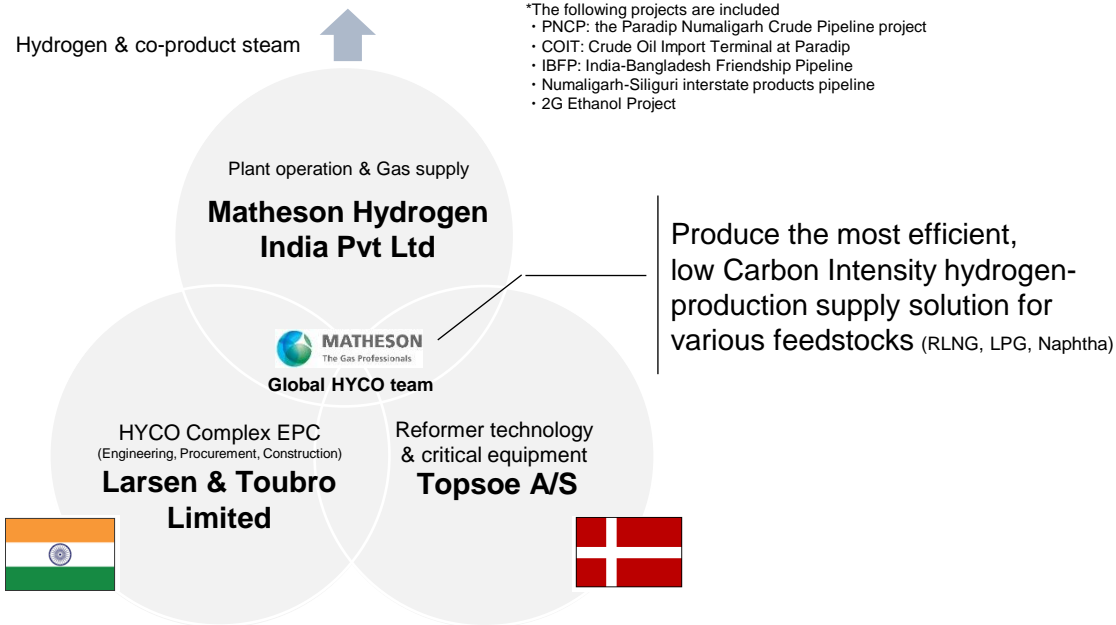 Hydrogen & co-product steam
*The following projects are included
・PNCP: the Paradip Numaligarh Crude Pipeline project
・COIT: Crude Oil Import Terminal at Paradip
・IBFP: India-Bangladesh Friendship Pipeline
・Numaligarh-Siliguri interstate products pipeline
・2G Ethanol Project
Plant operation & Gas supply
Matheson Hydrogen
India Pvt Ltd
Produce the most efficient,
low Carbon Intensity hydrogen-
production supply solution for
various feedstocks (RLNG, LPG, Naphtha)
MATHESON
The Gas Professionals
Global HYCO team
HYCO Complex EPC
(Engineering, Procurement, Construction)
Larsen & Toubro
Limited
Reformer technology
& critical equipment
Topsoe A/S